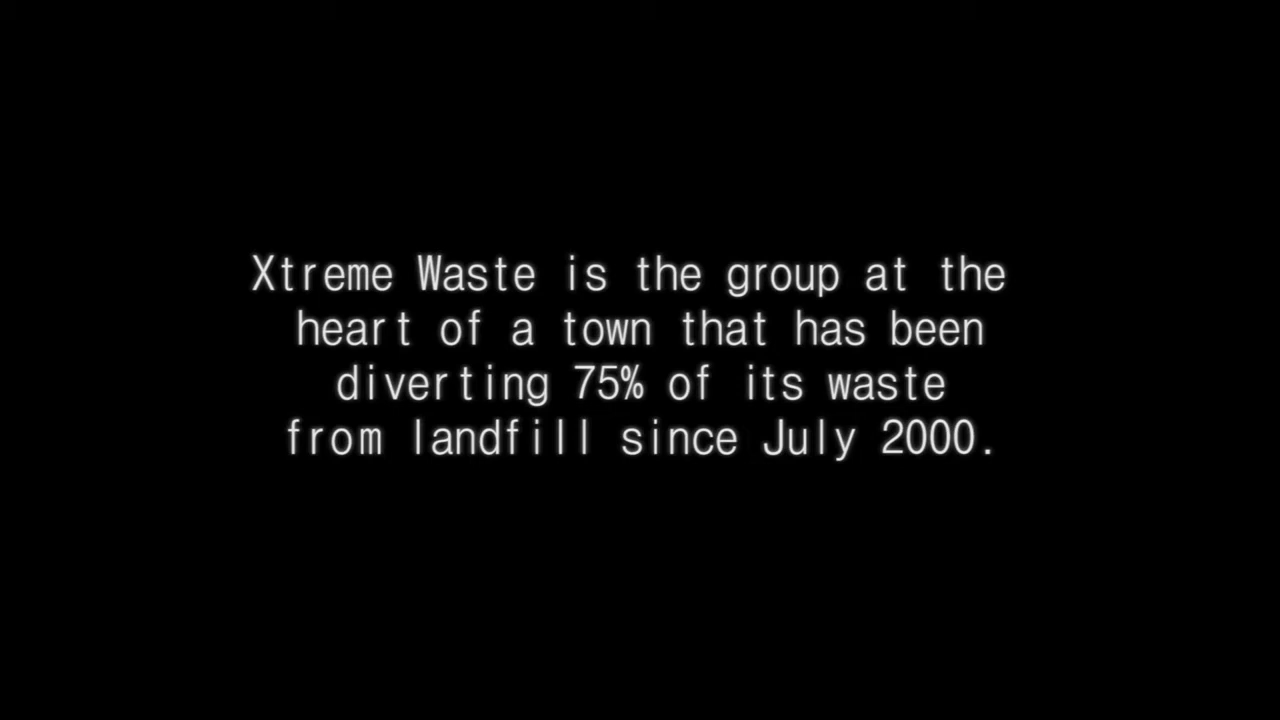 Xtreme Waste is the group at the
heart of a town that has been
diverting 75% of its waste
from landfill since July 2000.